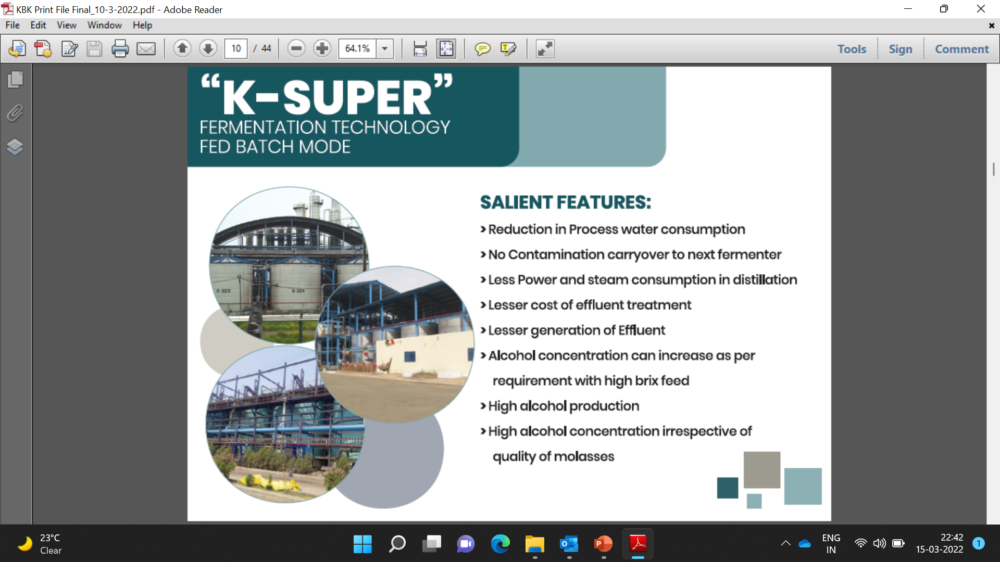 KBK Print File Final_10-3-2022.pdf - Adobe Reader
File Edit View Window Help
10 / 44 64.1% Tools Sign Comment
“K-SUPER”
FERMENTATION TECHNOLOGY
FED BATCH MODE
SALIENT FEATURES:
› Reduction in Process water consumption
› No Contamination carryover to next fermenter
› Less Power and steam consumption in distillation
› Lesser cost of effluent treatment
› Lesser generation of Effluent
› Alcohol concentration can increase as per
requirement with high brix feed
› High alcohol production
› High alcohol concentration irrespective of
quality of molasses
R-323 R-324
23°C
Clear
ENG
IN
22:42
15-03-2022
1